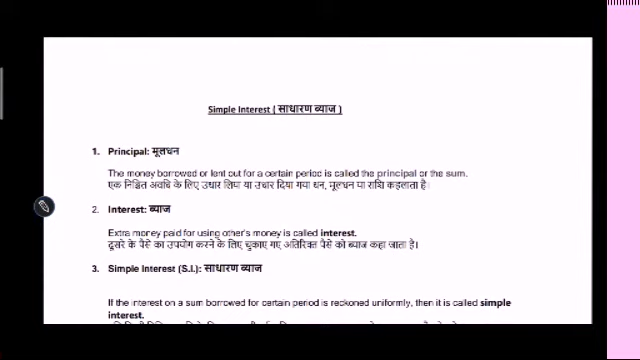 Simple Interest ( साधारण ब्याज )
1. Principal: मूलधन
The money borrowed or lent out for a certain period is called the principal or the sum.
एक निश्चित अवधि के लिए उधार लिया या उधार दिया गया धन, मूलधन या राशि कहलाता है।
2. Interest: ब्याज
Extra money paid for using other's money is called interest.
दूसरे के पैसे का उपयोग करने के लिए चुकाए गए अतिरिक्त पैसे को ब्याज कहा जाता है।
3. Simple Interest (S.I.): साधारण ब्याज
If the interest on a sum borrowed for certain period is reckoned uniformly, then it is called simple
interest.